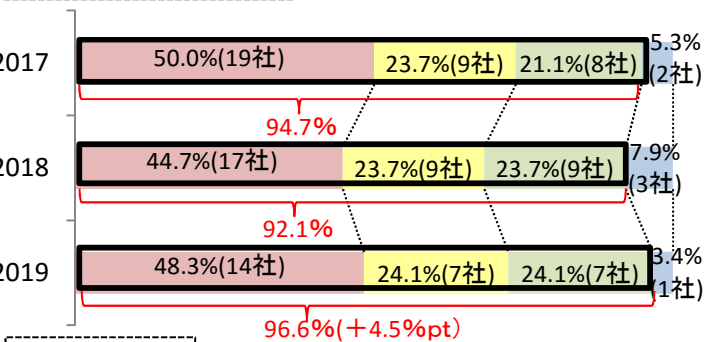 2017
50.0%(19社)
23.7%(9社)
21.1%(8社)
5.3%
(2社)
94.7%
2018
44.7%(17社)
23.7%(9社)
23.7%(9社)
7.9%
(3社)
92.1%
2019
48.3%(14社)
24.1%(7社)
24.1%(7社)
3.4%
(1社)
96.6%(＋4.5%pt）